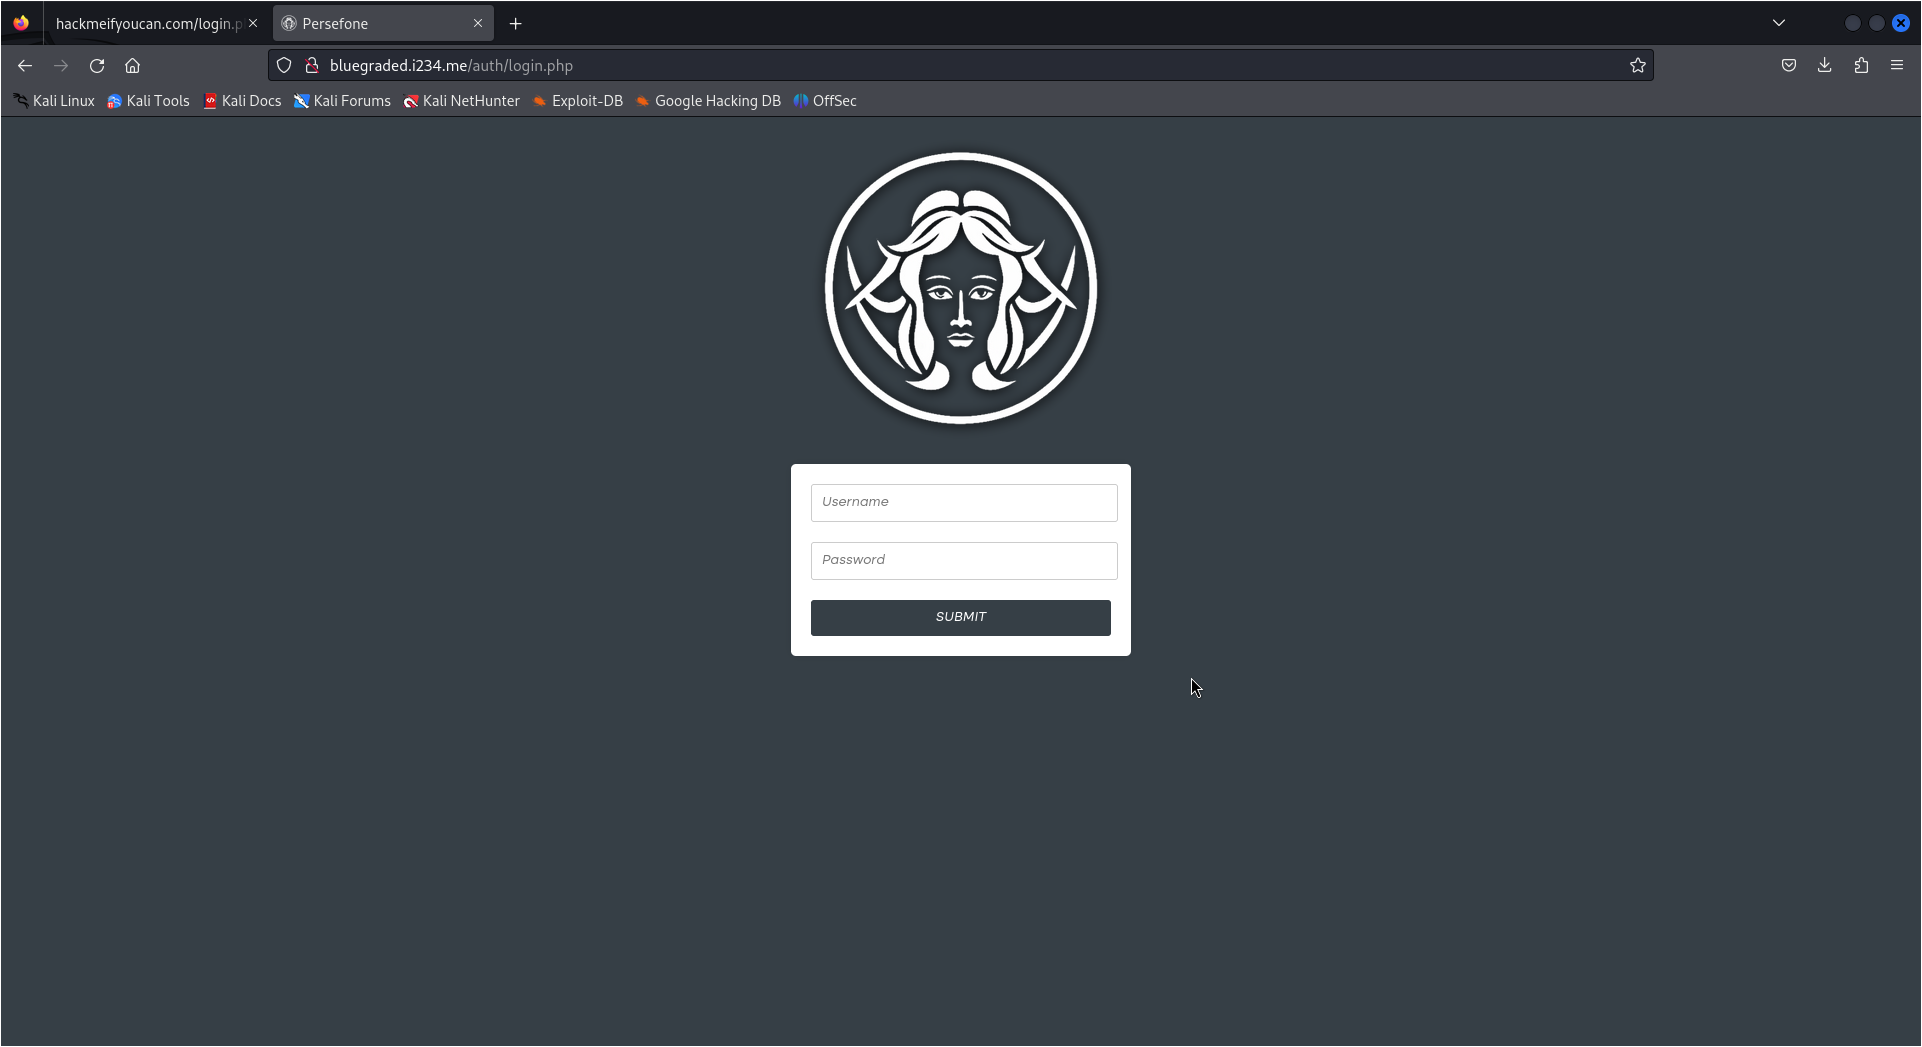 hackmeifyoucan.com/login.p
Persefone
bluegraded.i234.me/auth/login.php
Kali Linux Kali Tools Kali Docs Kali Forums Kali NetHunter Exploit-DB Google Hacking DB OffSec
Username
Password
SUBMIT